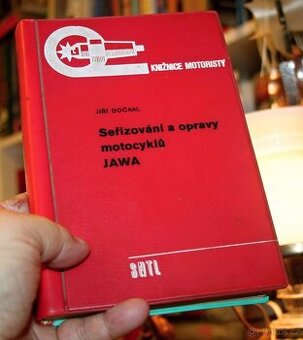 KNIŽNICE MOTORISTY
JIŘÍ DOČKAL
Seřizování a opravy
motocyklů
JAWA
SNTL